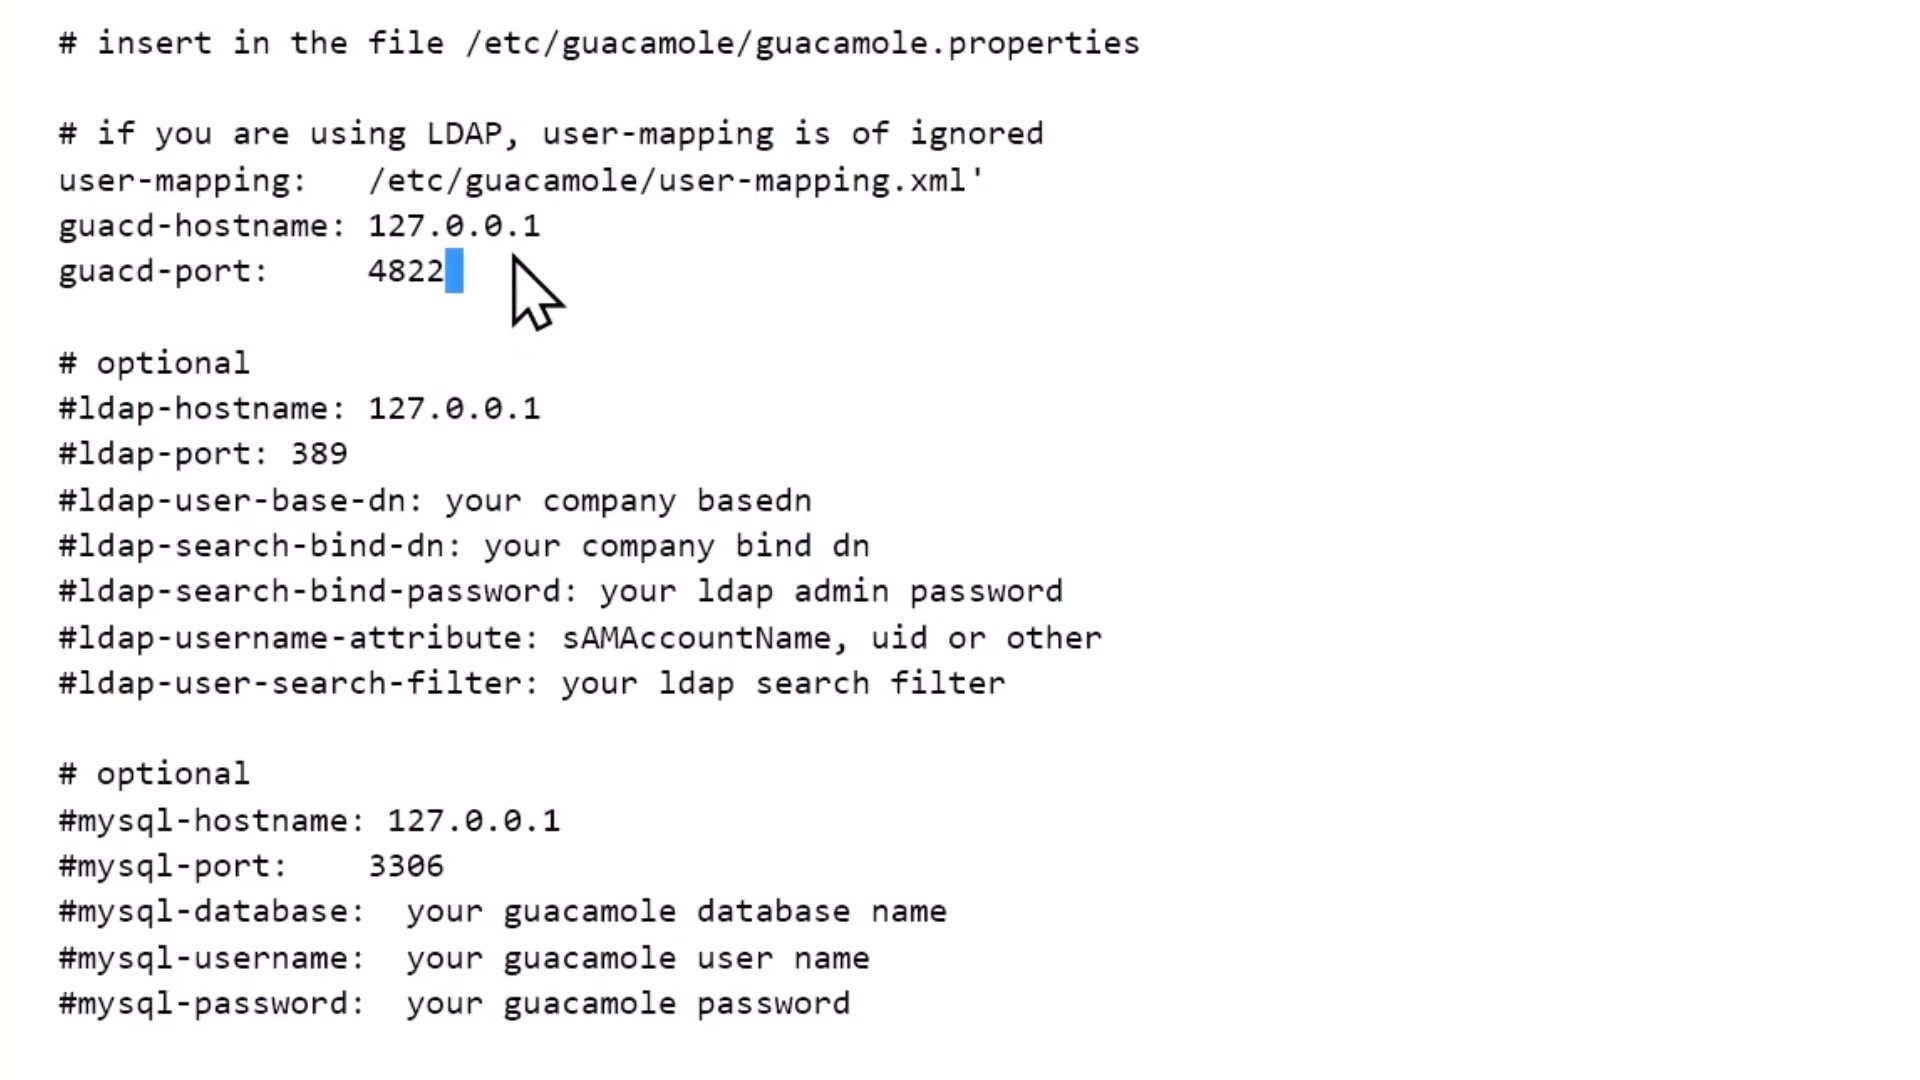 # insert in the file /etc/guacamole/guacamole.properties
# if you are using LDAP, user-mapping is of ignored
user-mapping:   /etc/guacamole/user-mapping.xml'
guacd-hostname: 127.0.0.1
guacd-port:     4822
# optional
#ldap-hostname: 127.0.0.1
#ldap-port: 389
#ldap-user-base-dn: your company basedn
#ldap-search-bind-dn: your company bind dn
#ldap-search-bind-password: your ldap admin password
#ldap-username-attribute: sAMAccountName, uid or other
#ldap-user-search-filter: your ldap search filter
# optional
#mysql-hostname: 127.0.0.1
#mysql-port:    3306
#mysql-database:  your guacamole database name
#mysql-username:  your guacamole user name
#mysql-password:  your guacamole password